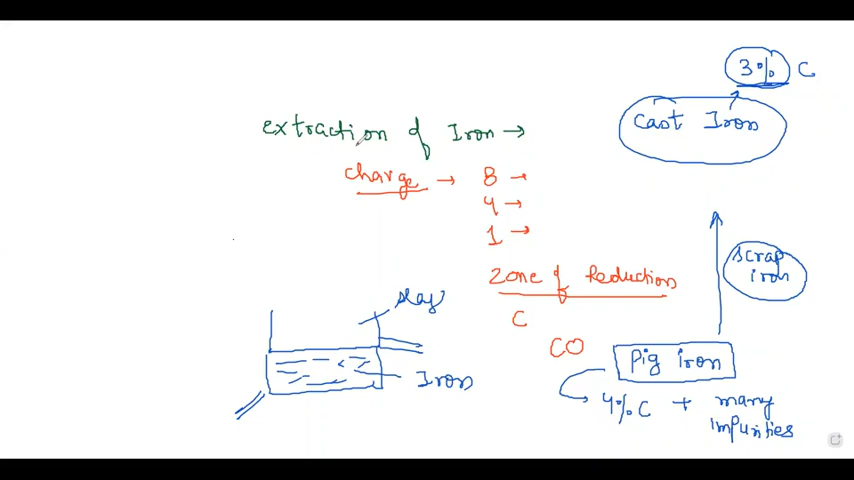 3% C
cast Iron
extraction of Iron →
charge → 8 →
4 →
1 →
scrap
iron
Zone of Reduction
slag
C
CO
Pig iron
Iron
4% C + many
impurities